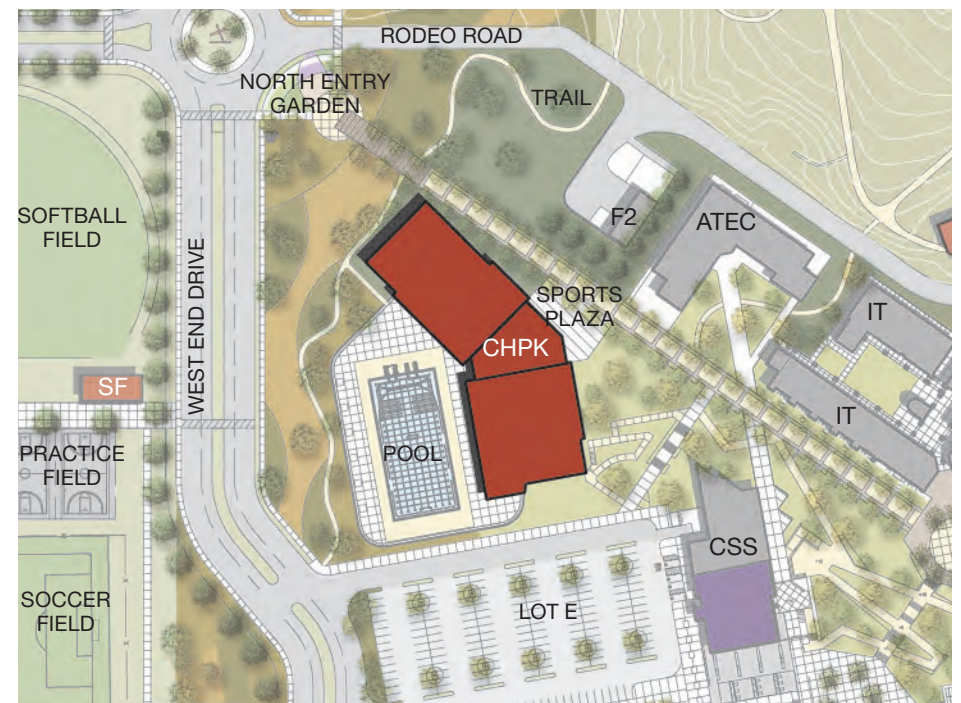 RODEO ROAD
NORTH ENTRY
GARDEN
TRAIL
SOFTBALL
FIELD
F2
ATEC
WEST END DRIVE
SPORTS
PLAZA
IT
CHPK
SF
IT
PRACTICE
FIELD
POOL
CSS
SOCCER
FIELD
LOT E